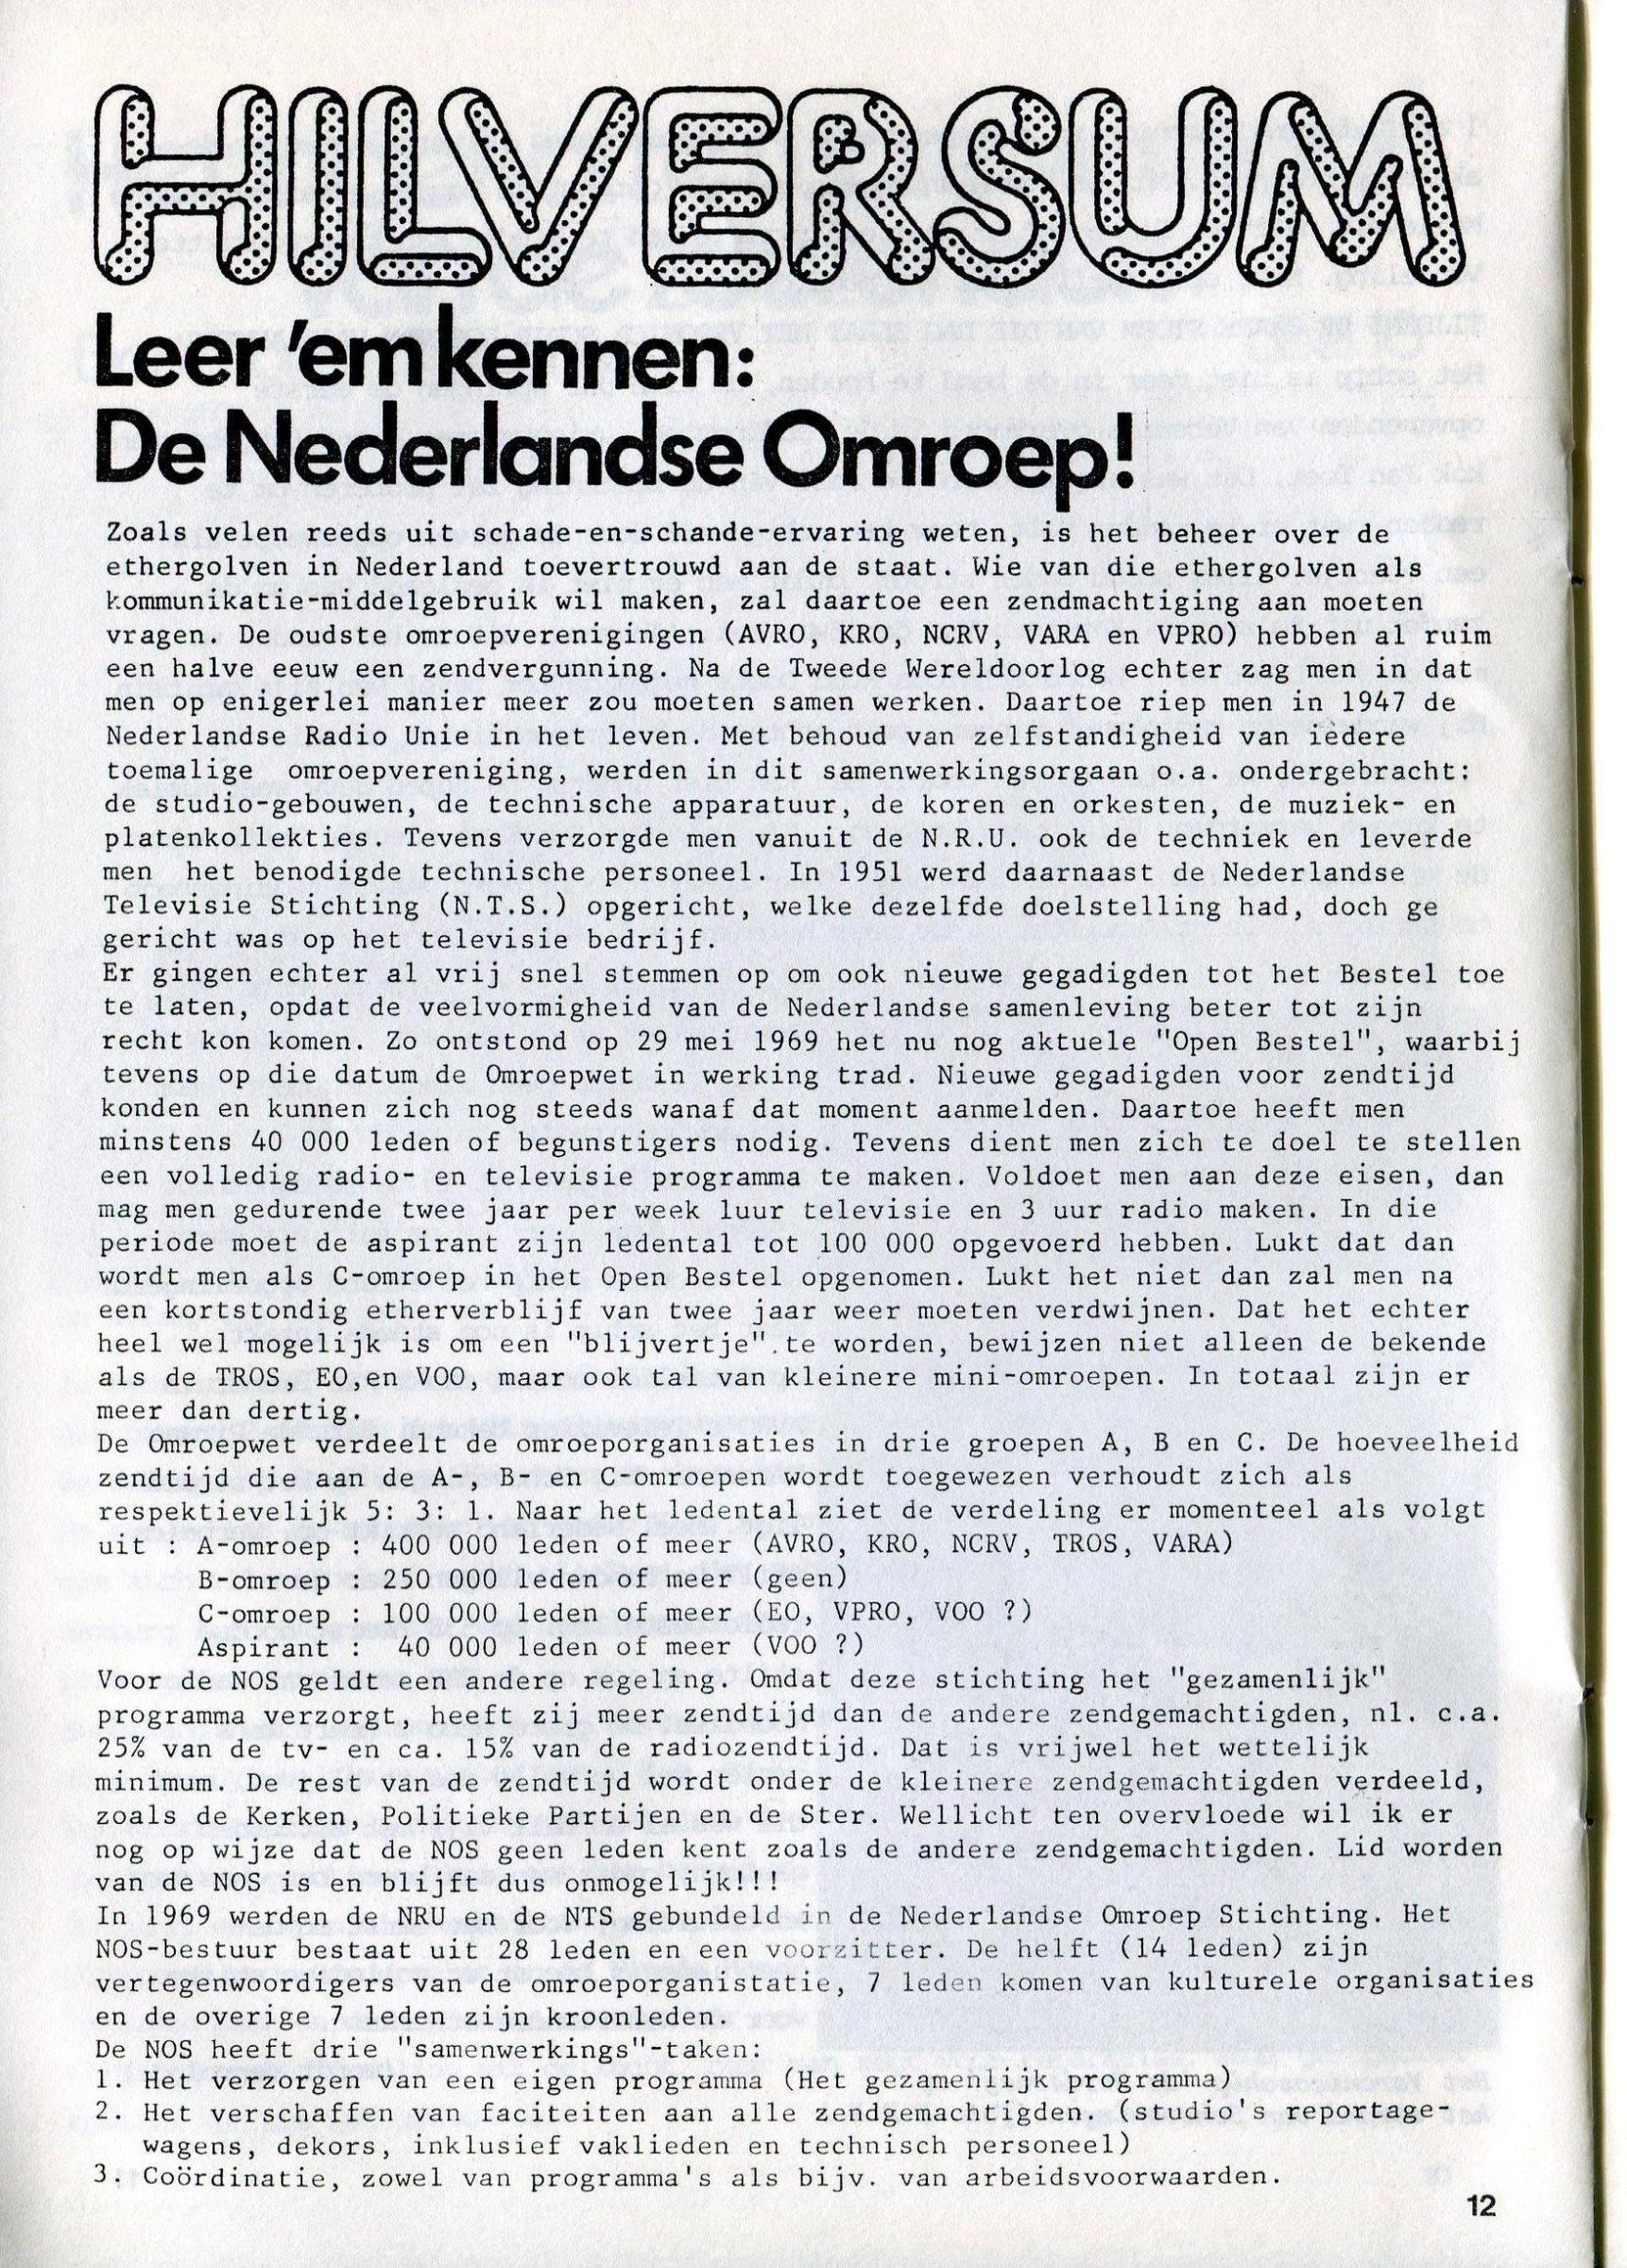 HILVERSUM
Leer 'em kennen:
De Nederlandse Omroep!
Zoals velen reeds uit schade-en-schande-ervaring weten, is het beheer over de
ethergolven in Nederland toevertrouwd aan de staat. Wie van die ethergolven als
kommunikatie-middelgebruik wil maken, zal daartoe een zendmachtiging aan moeten
vragen. De oudste omroepverenigingen (AVRO, KRO, NCRV, VARA en VPRO) hebben al ruim
een halve eeuw een zendvergunning. Na de Tweede Wereldoorlog echter zag men in dat
men op enigerlei manier meer zou moeten samen werken. Daartoe riep men in 1947 de
Nederlandse Radio Unie in het leven. Met behoud van zelfstandigheid van iedere
toemalige omroepvereniging, werden in dit samenwerkingsorgaan o.a. ondergebracht:
de studio-gebouwen, de technische apparatuur, de koren en orkesten, de muziek- en
platenkollekties. Tevens verzorgde men vanuit de N.R.U. ook de techniek en leverde
men het benodigde technische personeel. In 1951 werd daarnaast de Nederlandse
Televisie Stichting (N.T.S.) opgericht, welke dezelfde doelstelling had, doch ge
gericht was op het televisie bedrijf.
Er gingen echter al vrij snel stemmen op om ook nieuwe gegadigden tot het Bestel toe
te laten, opdat de veelvormigheid van de Nederlandse samenleving beter tot zijn
recht kon komen. Zo ontstond op 29 mei 1969 het nu nog aktuele "Open Bestel", waarbij
tevens op die datum de Omroepwet in werking trad. Nieuwe gegadigden voor zendtijd
konden en kunnen zich nog steeds wanaf dat moment aanmelden. Daartoe heeft men
minstens 40 000 leden of begunstigers nodig. Tevens dient men zich te doel te stellen
een volledig radio- en televisie programma te maken. Voldoet men aan deze eisen, dan
mag men gedurende twee jaar per week luur televisie en 3 uur radio maken. In die
periode moet de aspirant zijn ledental tot 100 000 opgevoerd hebben. Lukt dat dan
wordt men als C-omroep in het Open Bestel opgenomen. Lukt het niet dan zal men na
een kortstondig etherverblijf van twee jaar weer moeten verdwijnen. Dat het echter
heel wel mogelijk is om een "blijvertje".te worden, bewijzen niet alleen de bekende
als de TROS, EO,en VOO, maar ook tal van kleinere mini-omroepen. In totaal zijn er
meer dan dertig.
De Omroepwet verdeelt de omroeporganisaties in drie groepen A, B en C. De hoeveelheid
zendtijd die aan de A-, B- en C-omroepen wordt toegewezen verhoudt zich als
respektievelijk 5: 3: 1. Naar het ledental ziet de verdeling er momenteel als volgt
uit : A-omroep : 400 000 leden of meer (AVRO, KRO, NCRV, TROS, VARA)
B-omroep : 250 000 leden of meer (geen)
C-omroep : 100 000 leden of meer (EO, VPRO, VOO ?)
Aspirant : 40 000 leden of meer (VOO ?)
Voor de NOS geldt een andere regeling. Omdat deze stichting het "gezamenlijk"
programma verzorgt, heeft zij meer zendtijd dan de andere zendgemachtigden, nl. c.a.
25% van de tv- en ca. 15% van de radiozendtijd. Dat is vrijwel het wettelijk
minimum. De rest van de zendtijd wordt onder de kleinere zendgemachtigden verdeeld,
zoals de Kerken, Politieke Partijen en de Ster. Wellicht ten overvloede wil ik er
nog op wijze dat de NOS geen leden kent zoals de andere zendgemachtigden. Lid worden
van de NOS is en blijft dus onmogelijk!!!
In 1969 werden de NRU en de NTS gebundeld in de Nederlandse Omroep Stichting. Het
NOS-bestuur bestaat uit 28 leden en een voorzitter. De helft (14 leden) zijn
vertegenwoordigers van de omroeporganistatie, 7 leden komen van kulturele organisaties
en de overige 7 leden zijn kroonleden.
De NOS heeft drie "samenwerkings"-taken:
1. Het verzorgen van een eigen programma (Het gezamenlijk programma)
2. Het verschaffen van faciteiten aan alle zendgemachtigden. (studio's reportage-
wagens, dekors, inklusief vaklieden en technisch personeel)
3. Coördinatie, zowel van programma's als bijv. van arbeidsvoorwaarden.
12